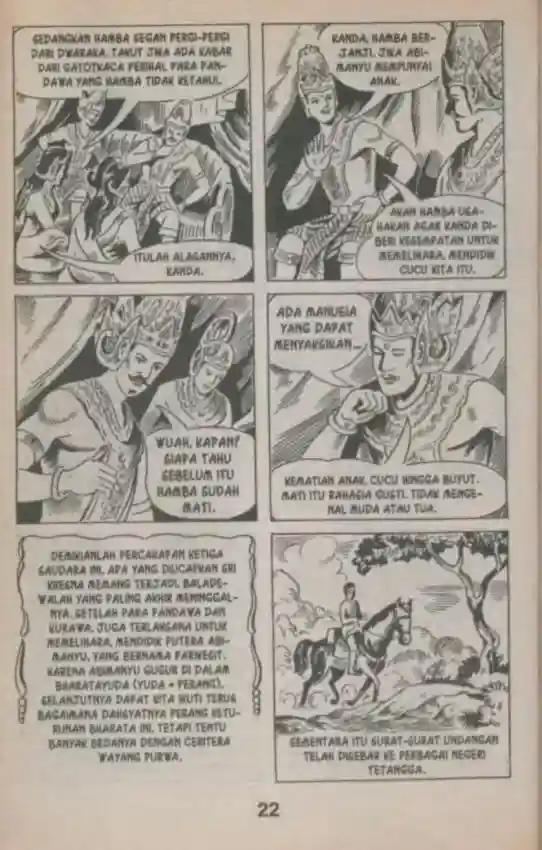 SEDANGKAN HAMBA SEGAN PERGI-PERGI
DARI DWARAKA. TAKUT JIKA ADA KABAR
DARI GATOTKACA PERIHAL PARA PAN-
DAWA YANG HAMBA TIDAK KETAHUI.
ITULAH ALASANNYA,
KANDA.
KANDA, HAMBA BER-
JANJI. JIKA ABI-
MANYU MEMPUNYAI
ANAK.
AKAN HAMBA USA-
HAKAN AGAR KANDA DI-
BERI KESEMPATAN UNTUK
MEMELIHARA, MENDIDIK
CUCU KITA ITU.
WUAH, KAPAN?
SIAPA TAHU
SEBELUM ITU
HAMBA SUDAH
MATI.
ADA MANUSIA
YANG DAPAT
MENYAKSIKAN...
KEMATIAN ANAK, CUCU HINGGA BUYUT.
MATI ITU RAHASIA GUSTI. TIDAK MENGE-
NAL MUDA ATAU TUA.
DEMIKIANLAH PERCAKAPAN KETIGA
SAUDARA INI. APA YANG DIUCAPKAN SRI
KRESNA MEMANG TERJADI. BALADE-
WALAH YANG PALING AKHIR MENINGGAL-
NYA. SETELAH PARA PANDAWA DAN
KURAWA. JUGA TERLAKSANA UNTUK
MEMELIHARA, MENDIDIK PUTERA ABI-
MANYU, YANG BERNAMA PARKESIT.
KARENA ABIMANYU GUGUR DI DALAM
BHARATAYUDA (YUDA = PERANG).
SELANJUTNYA DAPAT KITA IKUTI TERUS
BAGAIMANA DAHSYATNYA PERANG KETU-
RUNAN BHARATA INI. TETAPI TENTU
BANYAK BEDANYA DENGAN CERITERA
WAYANG PURWA.
SEMENTARA ITU SURAT-SURAT UNDANGAN
TELAH DISEBAR KE PERBAGAI NEGERI
TETANGGA.
22